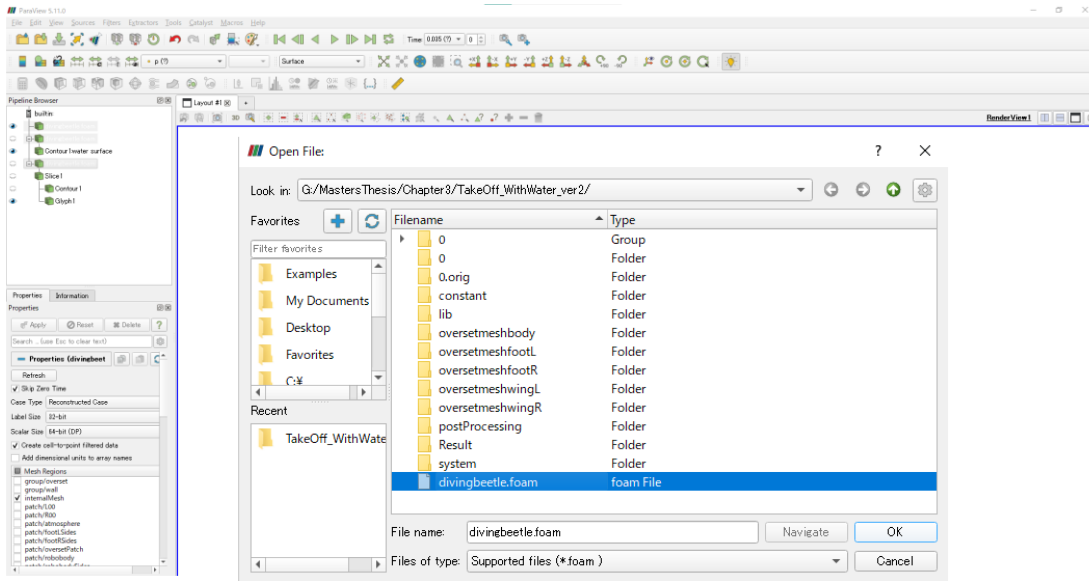 ParaView 5.11.0
File Edit View Sources Filters Extractors Tools Catalyst Macros Help
Time: 0.035 (?) 0
p (?)
Surface
Pipeline Browser
Layout #1
builtin:
RenderView1
Contour1water surface
Slice1
Contour1
Glyph1
Properties Information
Properties
Apply Reset Delete ?
Search ... (use Esc to clear text)
Properties (divingbeet
Refresh
Skip Zero Time
Case Type Reconstructed Case
Label Size 32-bit
Scalar Size 64-bit (DP)
Create cell-to-point filtered data
Add dimensional units to array names
Mesh Regions
group/overset
group/wall
internalMesh
patch/L00
patch/R00
patch/atmosphere
patch/footLSides
patch/footRSides
patch/oversetPatch
patch/robobody
Open File:
? X
Look in: G:/MastersThesis/Chapter3/TakeOff_WithWater_ver2/
Favorites
Filter favorites
Examples
My Documents
Desktop
Favorites
C:¥
Recent
TakeOff_WithWate
Filename Type
0 Group
0 Folder
0.orig Folder
constant Folder
lib Folder
oversetmeshbody Folder
oversetmeshfootL Folder
oversetmeshfootR Folder
oversetmeshwingL Folder
oversetmeshwingR Folder
postProcessing Folder
Result Folder
system Folder
divingbeetle.foam foam File
File name: divingbeetle.foam Navigate OK
Files of type: Supported files (*.foam ) Cancel